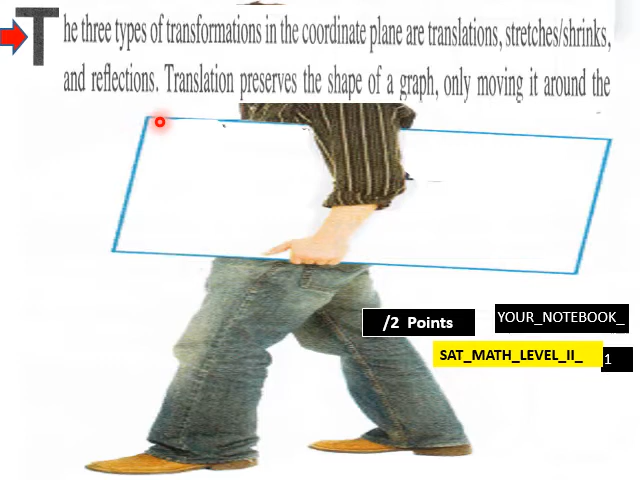 The three types of transformations in the coordinate plane are translations, stretches/shrinks,
and reflections. Translation preserves the shape of a graph, only moving it around the
/2 Points
YOUR_NOTEBOOK_
SAT_MATH_LEVEL_II_ 1